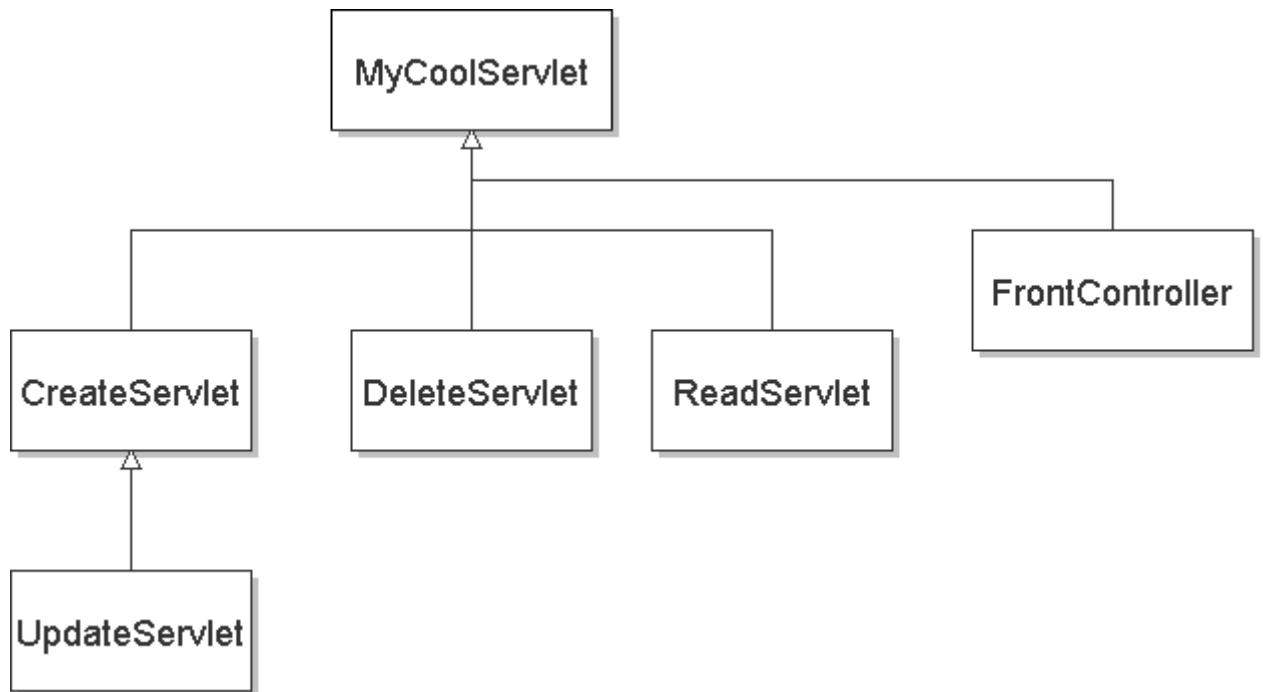 MyCoolServlet
FrontController
CreateServlet
DeleteServlet
ReadServlet
UpdateServlet